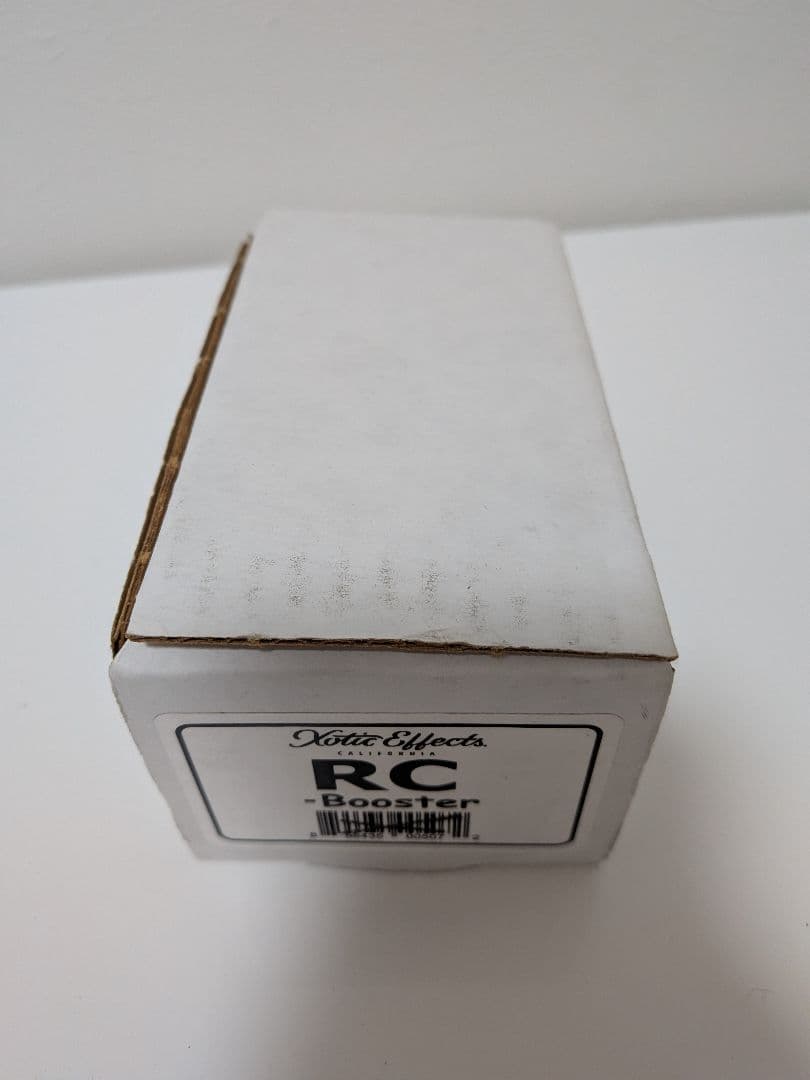 Xotic Effects
CALIFORNIA
RC
-Booster